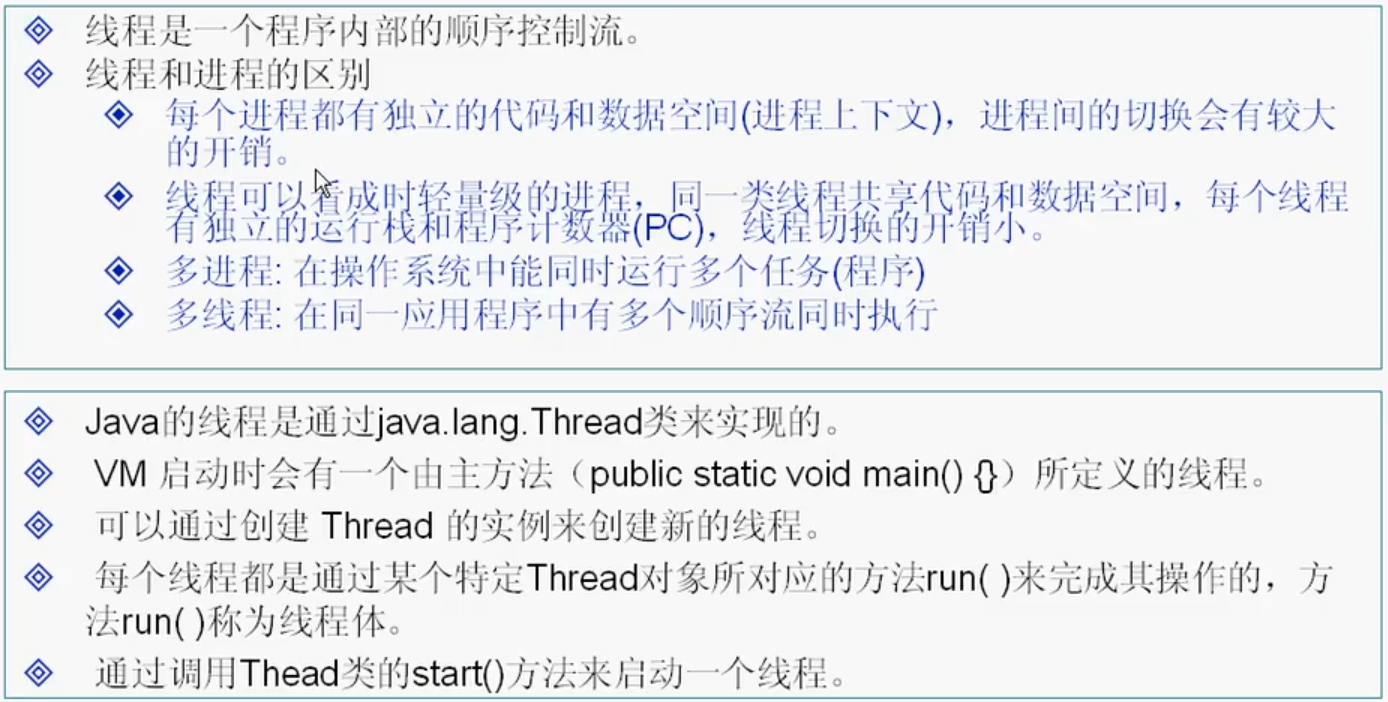 线程是一个程序内部的顺序控制流。
线程和进程的区别
每个进程都有独立的代码和数据空间(进程上下文)，进程间的切换会有较大
的开销。
线程可以看成时轻量级的进程，同一类线程共享代码和数据空间，每个线程
有独立的运行栈和程序计数器(PC)，线程切换的开销小。
多进程: 在操作系统中能同时运行多个任务(程序)
多线程: 在同一应用程序中有多个顺序流同时执行
Java的线程是通过java.lang.Thread类来实现的。
VM 启动时会有一个由主方法（public static void main() {}）所定义的线程。
可以通过创建 Thread 的实例来创建新的线程。
每个线程都是通过某个特定Thread对象所对应的方法run( )来完成其操作的，方
法run( )称为线程体。
通过调用Thead类的start()方法来启动一个线程。